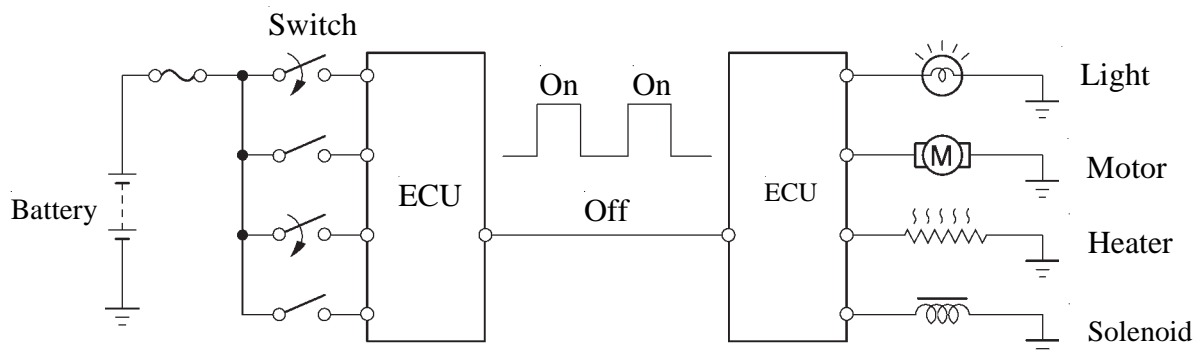 Switch
Battery
ECU
On On
Off
ECU
M
Light
Motor
Heater
Solenoid